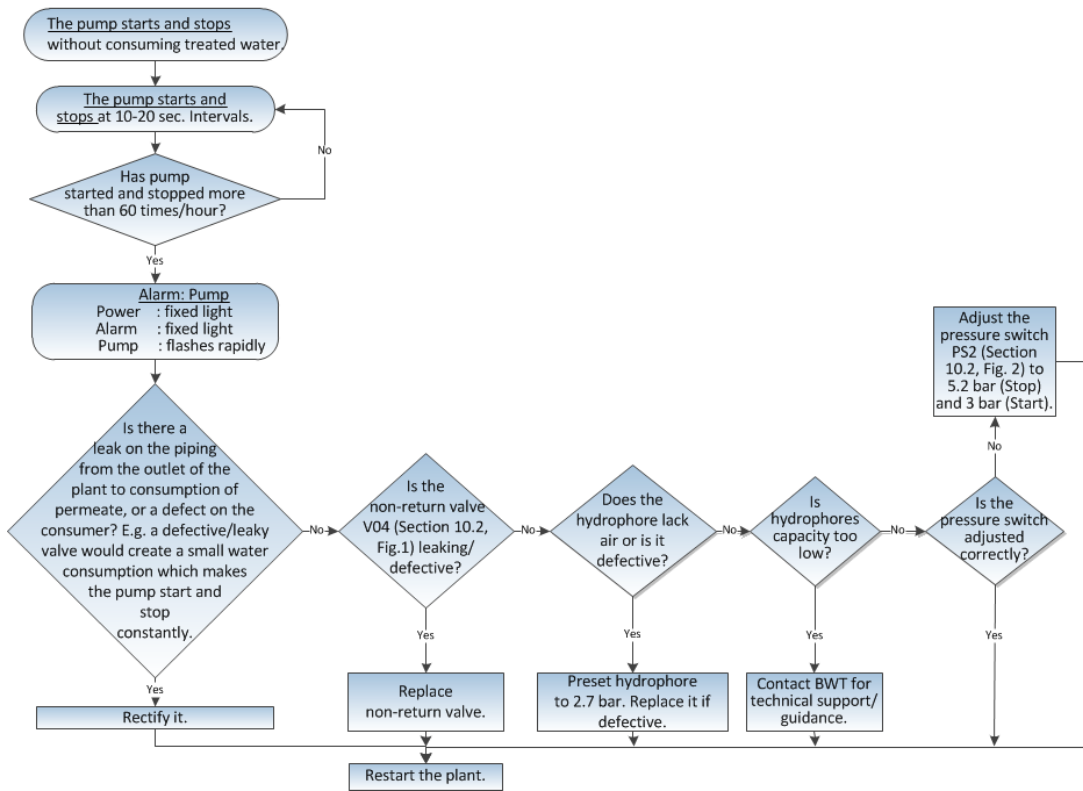 The pump starts and stops
without consuming treated water.
The pump starts and
stops at 10-20 sec. Intervals.
No
Has pump
started and stopped more
than 60 times/hour?
Yes
Alarm: Pump
Power : fixed light
Alarm : fixed light
Pump : flashes rapidly
Is there a
leak on the piping
from the outlet of the
plant to consumption of
permeate, or a defect on the
consumer? E.g. a defective/leaky
valve would create a small water
consumption which makes
the pump start and
stop
constantly.
No
Is the
non-return valve
V04 (Section 10.2,
Fig.1) leaking/
defective?
No
Does the
hydrophore lack
air or is it
defective?
No
Is
hydrophores
capacity too
low?
No
Is the
pressure switch
adjusted
correctly?
No
Adjust the
pressure switch
PS2 (Section
10.2, Fig. 2) to
5.2 bar (Stop)
and 3 bar (Start).
Yes
Yes
Yes
Yes
Yes
Rectify it.
Replace
non-return valve.
Preset hydrophore
to 2.7 bar. Replace it if
defective.
Contact BWT for
technical support/
guidance.
Restart the plant.